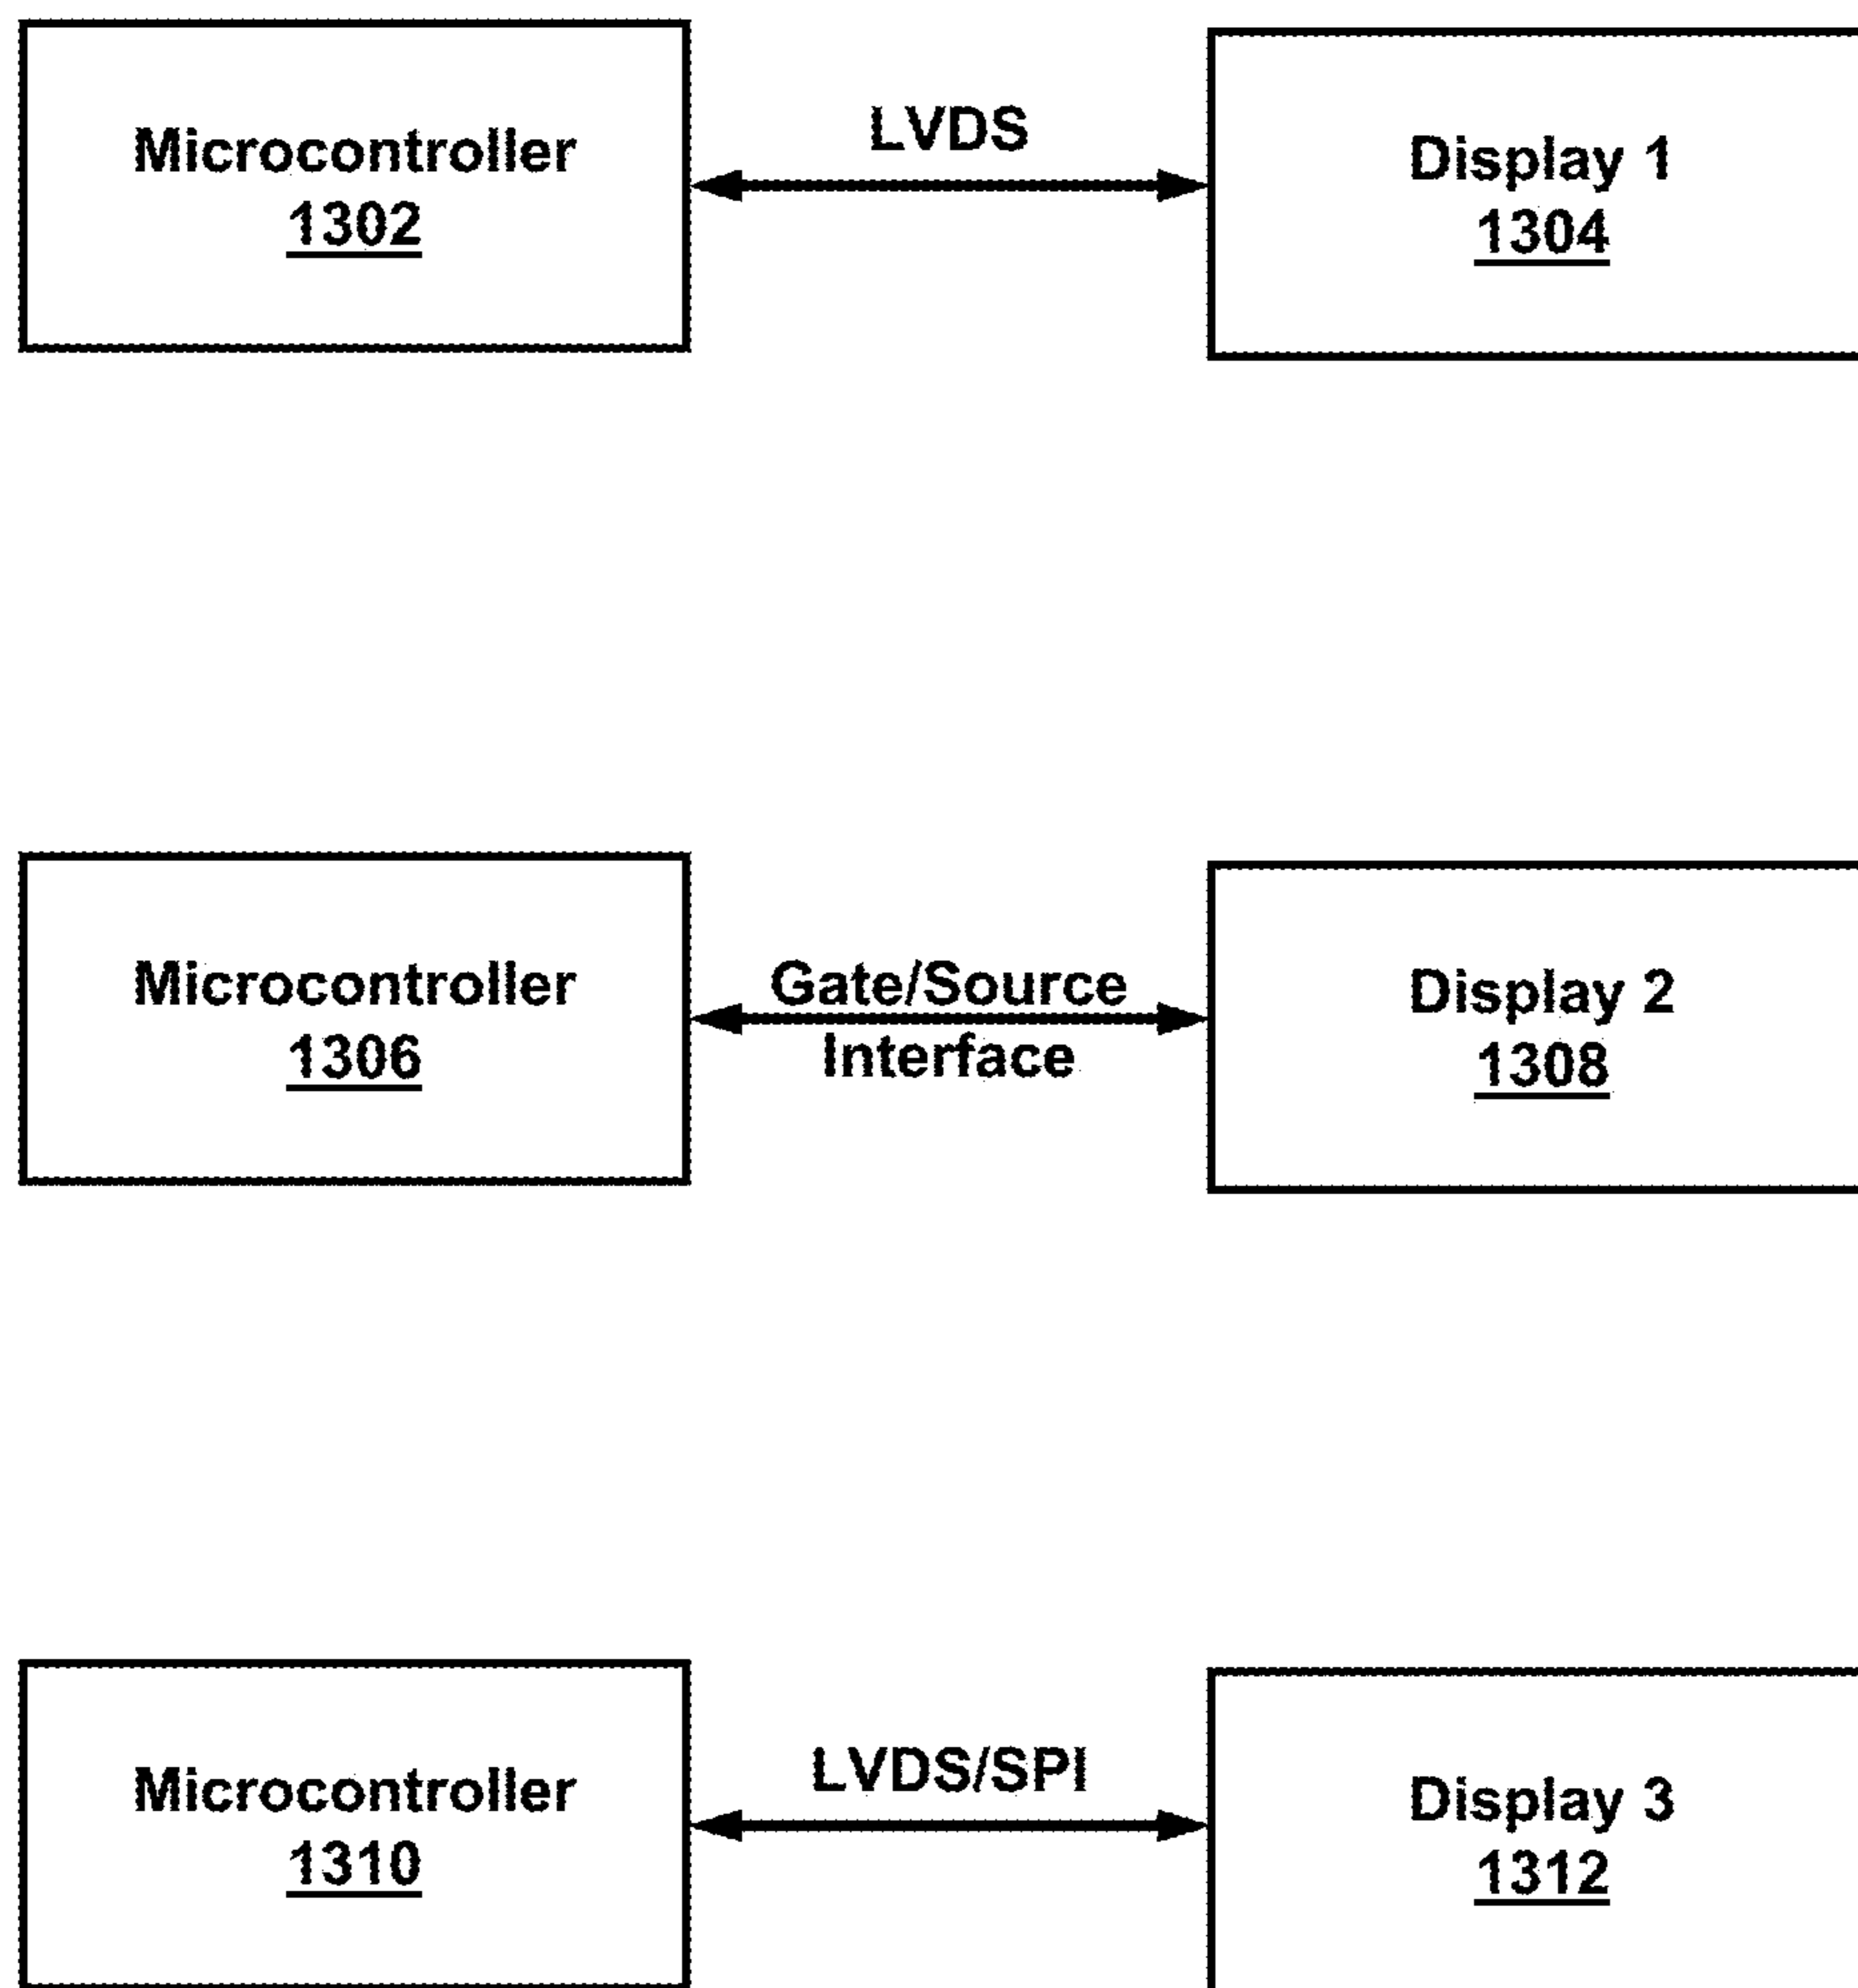 Microcontroller
1302
LVDS
Display 1
1304
Microcontroller
1306
Gate/Source
Interface
Display 2
1308
Microcontroller
1310
LVDS/SPI
Display 3
1312